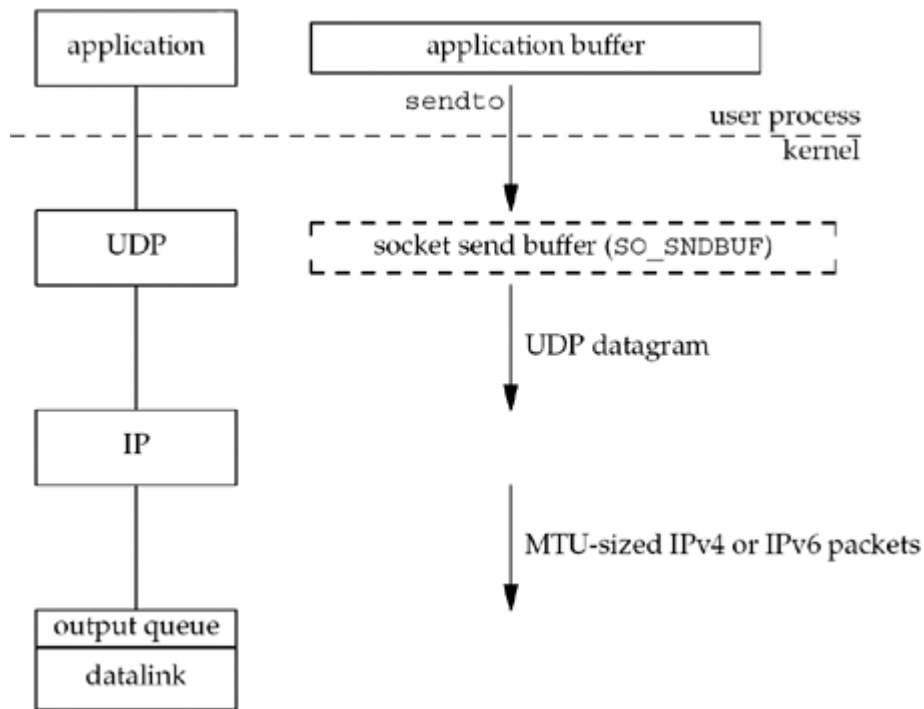 application
application buffer
sendto
user process
kernel
UDP
socket send buffer (SO_SNDBUF)
UDP datagram
IP
MTU-sized IPv4 or IPv6 packets
output queue
datalink